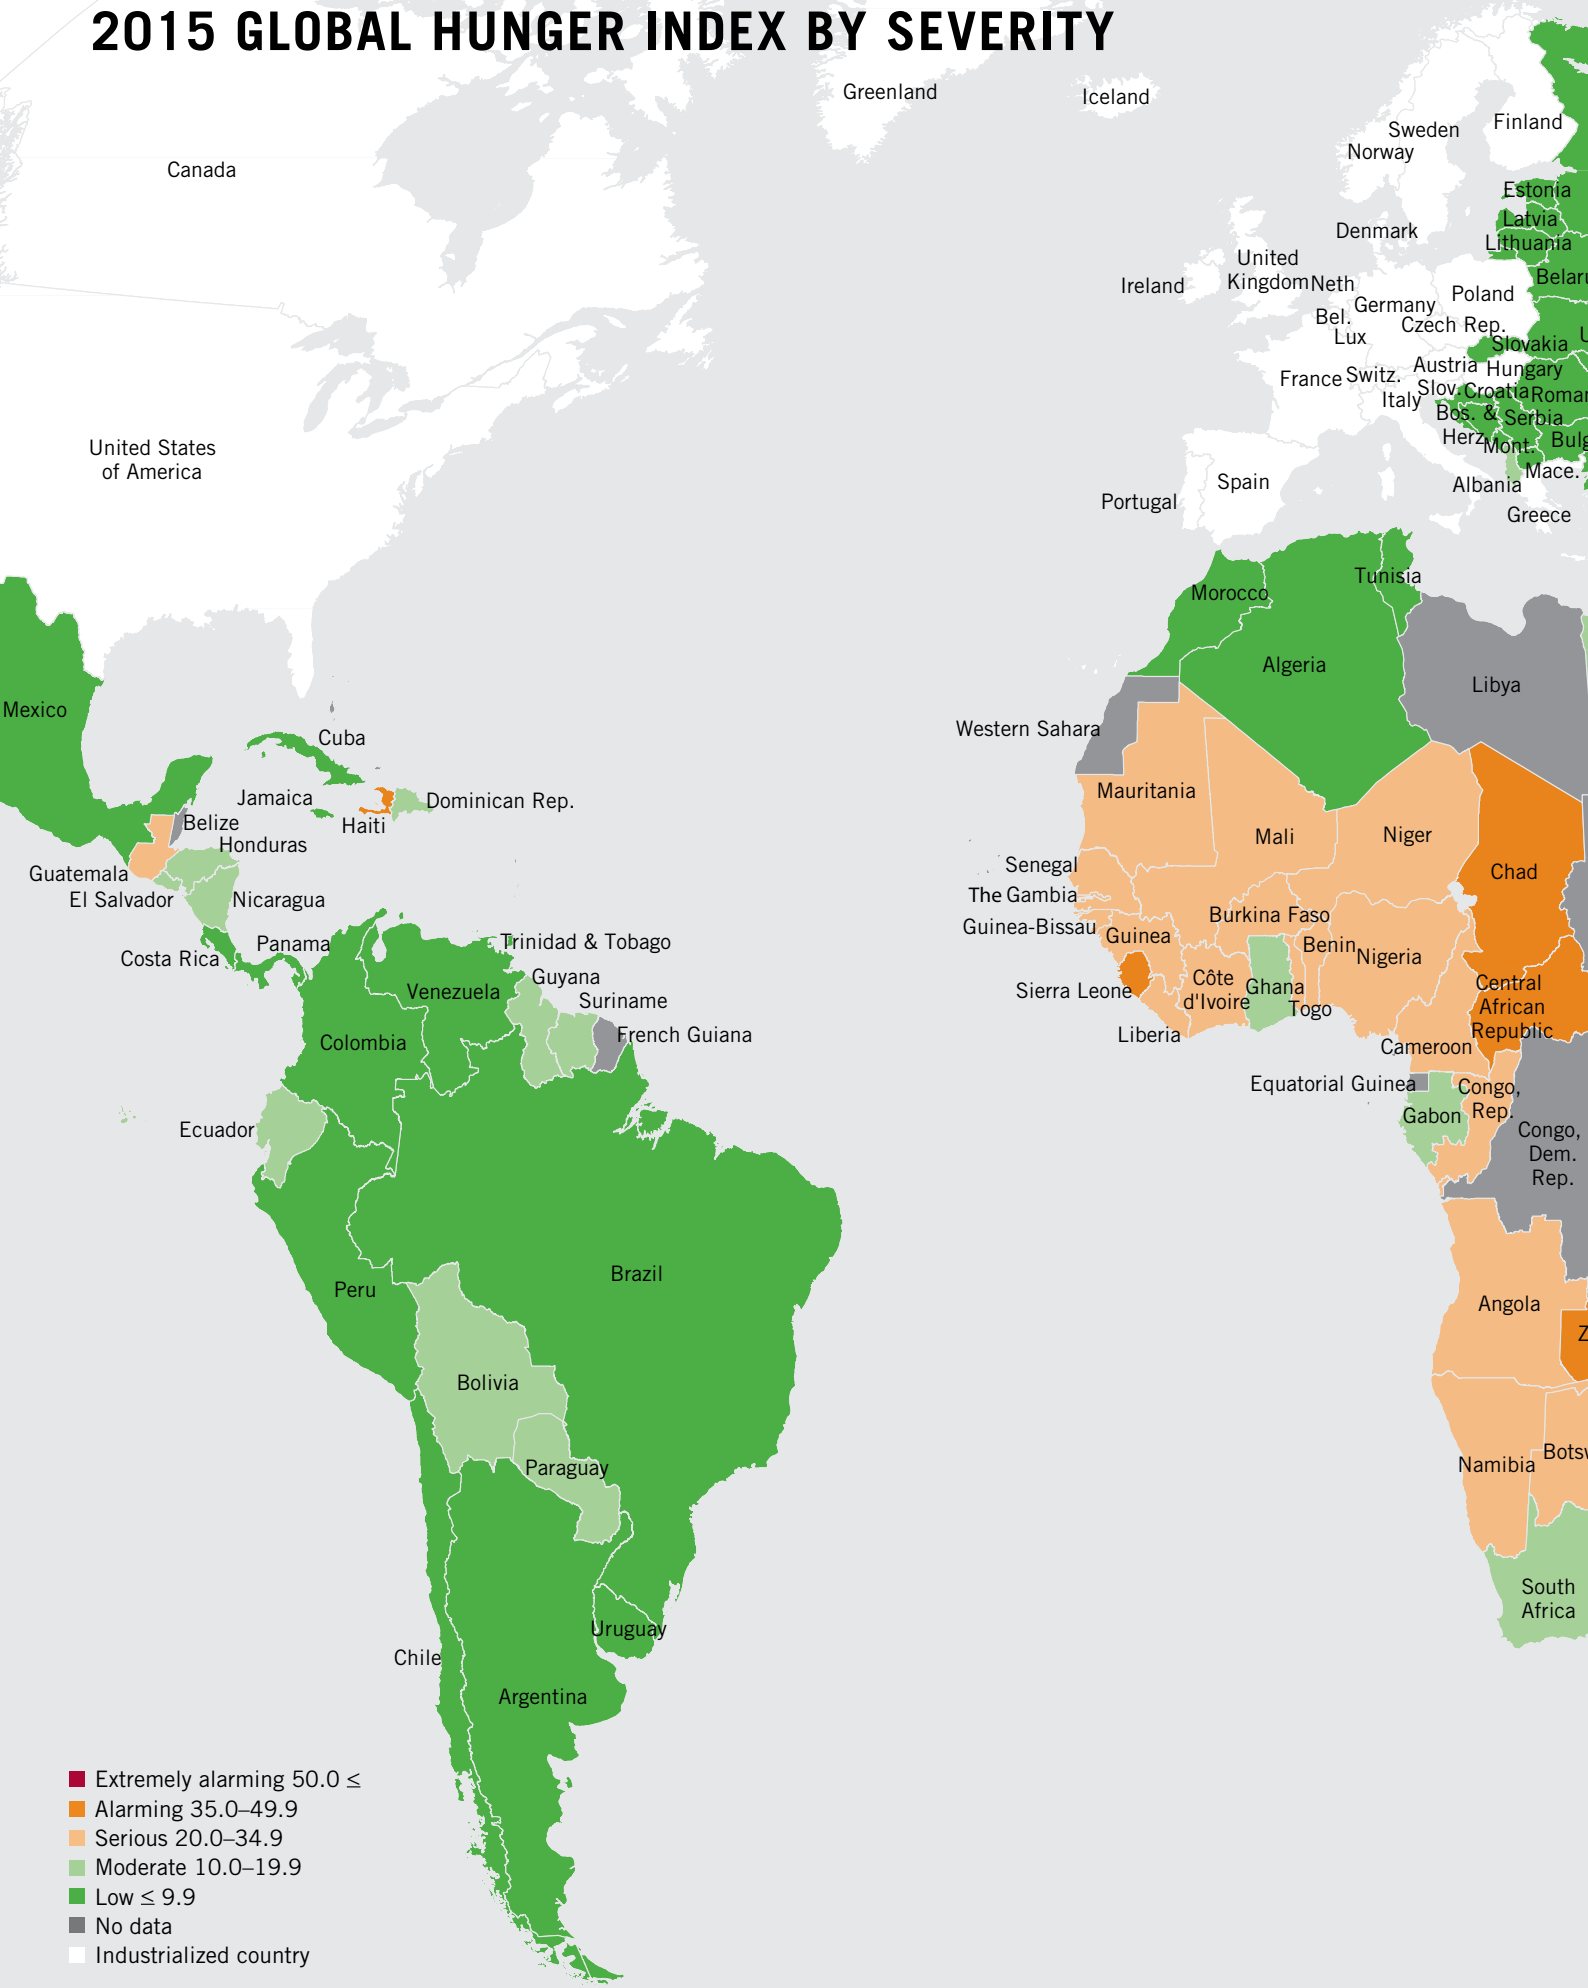 2015 GLOBAL HUNGER INDEX BY SEVERITY
Greenland
Iceland
Canada
Finland
Sweden
Norway
Estonia
Latvia
Denmark
Lithuania
United
Kingdom
Neth
Ireland
Belaru
Poland
Germany
Bel.
Czech Rep.
Lux
Slovakia
U
Austria
Hungary
France
Switz.
Slov.
Croatia
Roman
Italy
Bos. &
Herz.
Serbia
Mont.
Bulg
Mace.
Albania
Greece
United States
of America
Spain
Portugal
Tunisia
Morocco
Algeria
Libya
Mexico
Western Sahara
Cuba
Jamaica
Dominican Rep.
Haiti
Belize
Honduras
Guatemala
El Salvador
Nicaragua
Costa Rica
Panama
Trinidad & Tobago
Guyana
Venezuela
Suriname
French Guiana
Colombia
Ecuador
Mauritania
Mali
Niger
Chad
Senegal
The Gambia
Guinea-Bissau
Burkina Faso
Guinea
Benin
Nigeria
Sierra Leone
Côte
d'Ivoire
Ghana
Togo
Liberia
Central
African
Republic
Cameroon
Equatorial Guinea
Congo,
Rep.
Gabon
Congo,
Dem.
Rep.
Brazil
Peru
Angola
Z
Bolivia
Paraguay
Namibia
Botsw
South
Africa
Uruguay
Chile
Argentina
Extremely alarming 50.0 ≤
Alarming 35.0–49.9
Serious 20.0–34.9
Moderate 10.0–19.9
Low ≤ 9.9
No data
Industrialized country